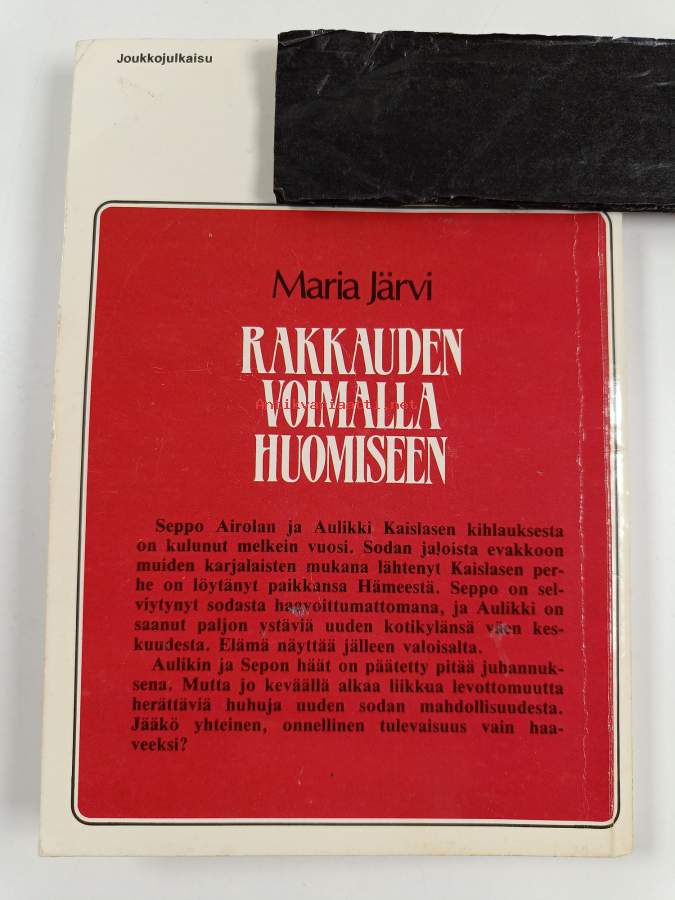 Joukkojulkaisu
Maria Järvi
RAKKAUDEN
VOIMALLA
Antikvariaatti.net
HUOMISEEN
Seppo Airolan ja Aulikki Kaislasen kihlauksesta
on kulunut melkein vuosi. Sodan jaloista evakkoon
muiden karjalaisten mukana lähtenyt Kaislasen per-
he on löytänyt paikkansa Hämeestä. Seppo on sel-
viytynyt sodasta haavoittumattomana, ja Aulikki on
saanut paljon ystäviä uuden kotikylänsä väen kes-
kuudesta. Elämä näyttää jälleen valoisalta.
Aulikin ja Sepon häät on päätetty pitää juhannuk-
sena. Mutta jo keväällä alkaa liikkua levottomuutta
herättäviä huhuja uuden sodan mahdollisuudesta.
Jääkö yhteinen, onnellinen tulevaisuus vain haa-
veeksi?